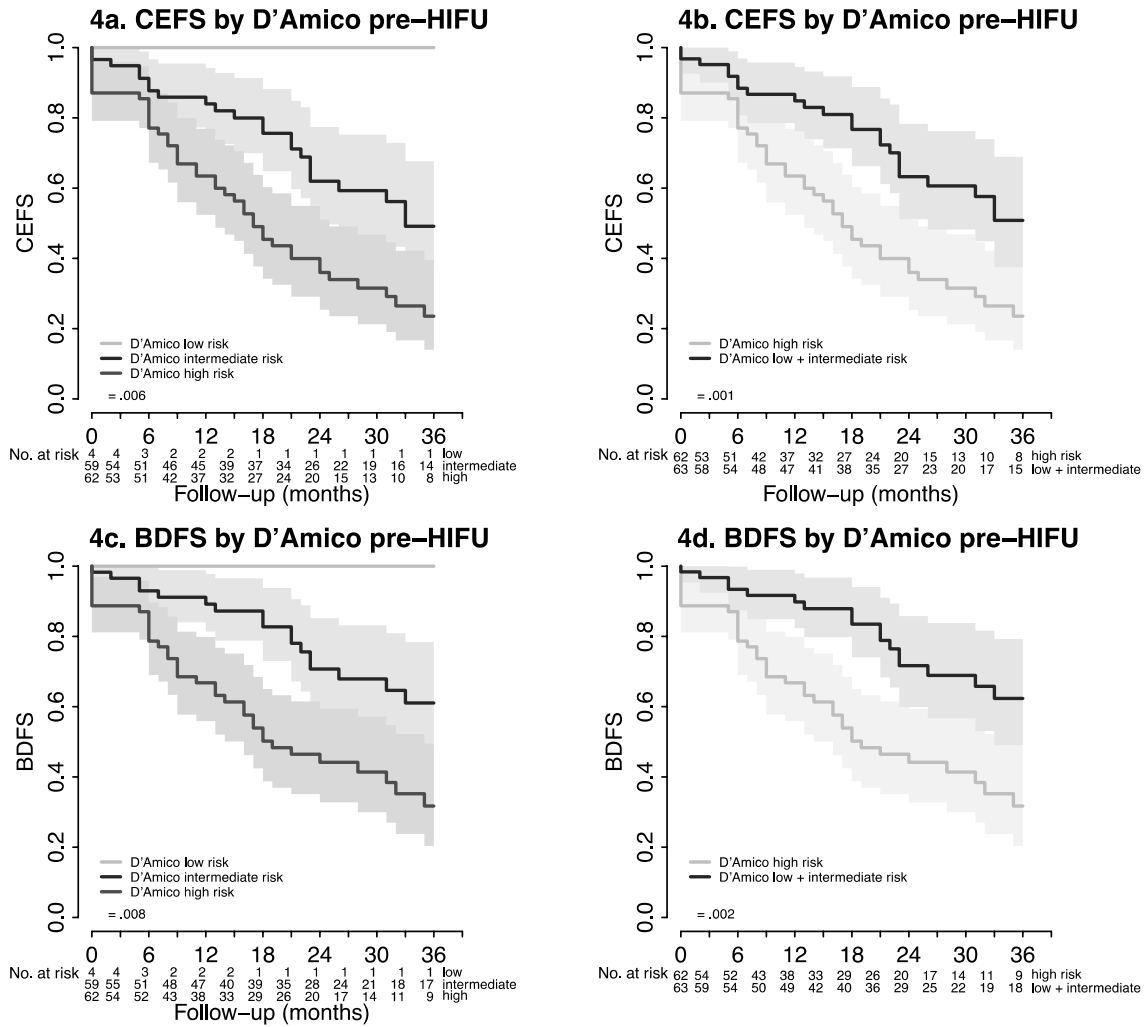 4a. CEFS by D'Amico pre–HIFU
CEFS
1.0
0.8
0.6
0.4
0.2
0.0
D'Amico low risk
D'Amico intermediate risk
D'Amico high risk
= .006
0 6 12 18 24 30 36
No. at risk 4 4 3 2 2 2 1 1 1 1 1 1 1 low
59 54 51 46 45 39 37 34 26 22 19 16 14 intermediate
62 53 51 42 37 32 27 24 20 15 13 10 8 high
Follow–up (months)
4b. CEFS by D'Amico pre–HIFU
CEFS
1.0
0.8
0.6
0.4
0.2
0.0
D'Amico high risk
D'Amico low + intermediate risk
= .001
0 6 12 18 24 30 36
No. at risk 62 53 51 42 37 32 27 24 20 15 13 10 8 high risk
63 58 54 48 47 41 38 35 27 23 20 17 15 low + intermediate
Follow–up (months)
4c. BDFS by D'Amico pre–HIFU
BDFS
1.0
0.8
0.6
0.4
0.2
0.0
D'Amico low risk
D'Amico intermediate risk
D'Amico high risk
= .008
0 6 12 18 24 30 36
No. at risk 4 4 3 2 2 2 1 1 1 1 1 1 1 low
59 55 51 48 47 40 39 35 28 24 21 18 17 intermediate
62 54 52 43 38 33 29 26 20 17 14 11 9 high
Follow–up (months)
4d. BDFS by D'Amico pre–HIFU
BDFS
1.0
0.8
0.6
0.4
0.2
0.0
D'Amico high risk
D'Amico low + intermediate risk
= .002
0 6 12 18 24 30 36
No. at risk 62 54 52 43 38 33 29 26 20 17 14 11 9 high risk
63 59 54 50 49 42 40 36 29 25 22 19 18 low + intermediate